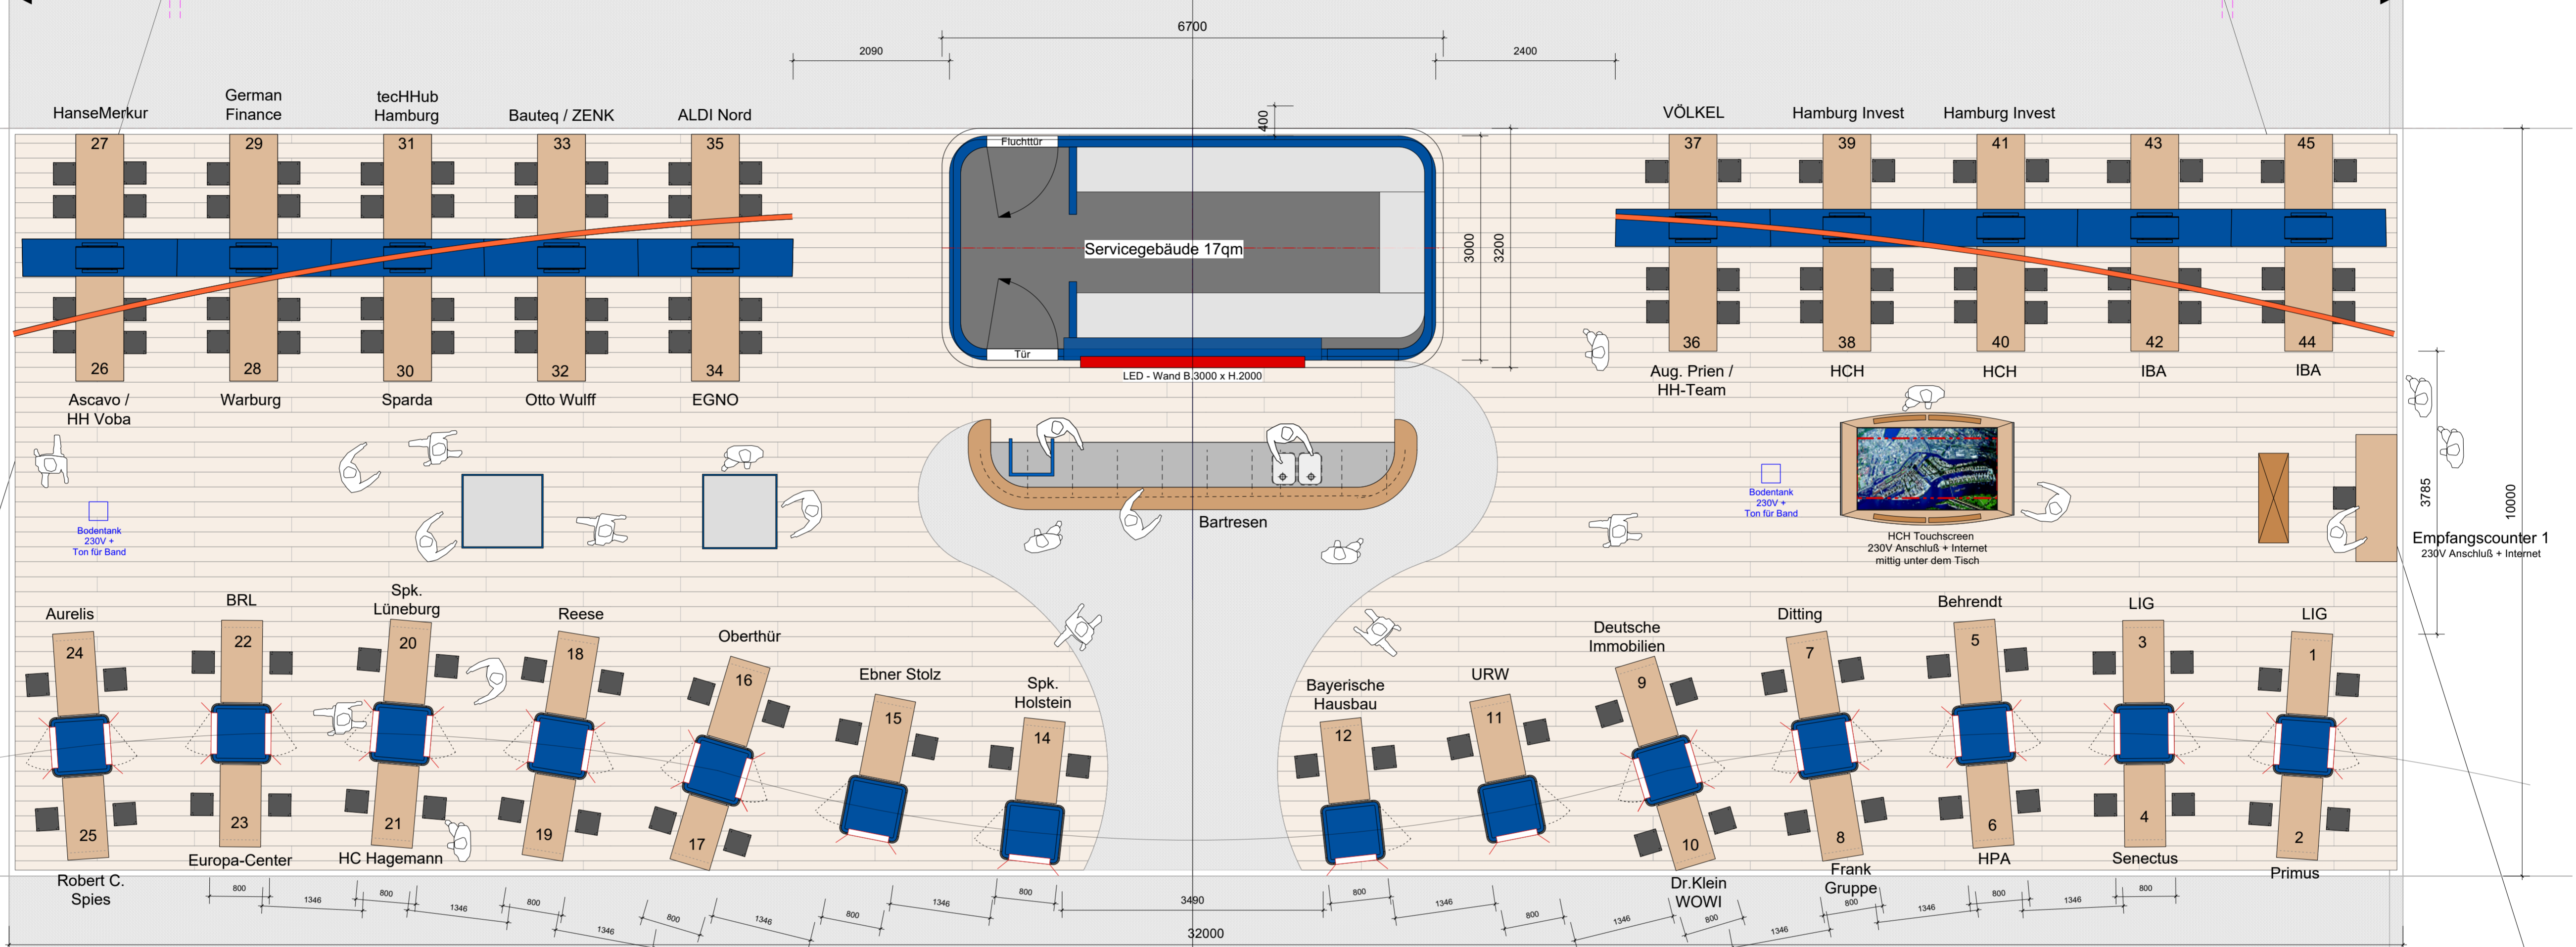 6700
2090
2400
400
HanseMerkur
German
Finance
tecHHub
Hamburg
Bauteq / ZENK
ALDI Nord
VÖLKEL
Hamburg Invest
Hamburg Invest
27
29
31
33
35
Fluchttür
37
39
41
43
45
Servicegebäude 17qm
3000
3200
26
28
30
32
34
Tür
LED - Wand B.3000 x H.2000
36
38
40
42
44
Ascavo /
HH Voba
Warburg
Sparda
Otto Wulff
EGNO
Aug. Prien /
HH-Team
HCH
HCH
IBA
IBA
Bodentank
230V +
Ton für Band
Bartresen
Bodentank
230V +
Ton für Band
HCH Touchscreen
230V Anschluß + Internet
mittig unter dem Tisch
3785
10000
Empfangscounter 1
230V Anschluß + Internet
Aurelis
BRL
Spk.
Lüneburg
Reese
Oberthür
Ebner Stolz
Spk.
Holstein
Bayerische
Hausbau
URW
Deutsche
Immobilien
Ditting
Behrendt
LIG
LIG
24
22
20
18
16
15
14
12
11
9
7
5
3
1
25
23
21
19
17
10
8
6
4
2
Robert C.
Spies
Europa-Center
HC Hagemann
Dr.Klein
WOWI
Frank
Gruppe
HPA
Senectus
Primus
800
1346
800
1346
800
1346
800
1346
800
1346
800
3490
800
1346
800
1346
800
1346
800
1346
800
1346
800
32000